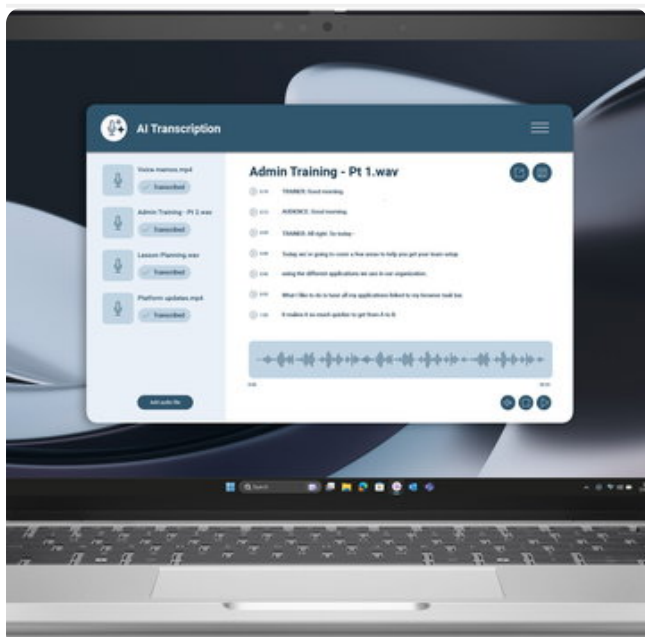 AI Transcription
Voice memos.mp4
Transcribed
Admin Training - Pt 1.wav
Transcribed
Lesson Planning.wav
Transcribed
Platform updates.mp4
Transcribed
Add audio file
Admin Training - Pt 1.wav
TRAINER: Good morning.
AUDIENCE: Good morning.
TRAINER: All right. So today -
Today we're going to cover a few areas to help you get your team setup
using the different applications we use in our organization.
What I like to do is have all my applications linked to my browser task bar.
It makes it so much quicker to get from A to B.
Search